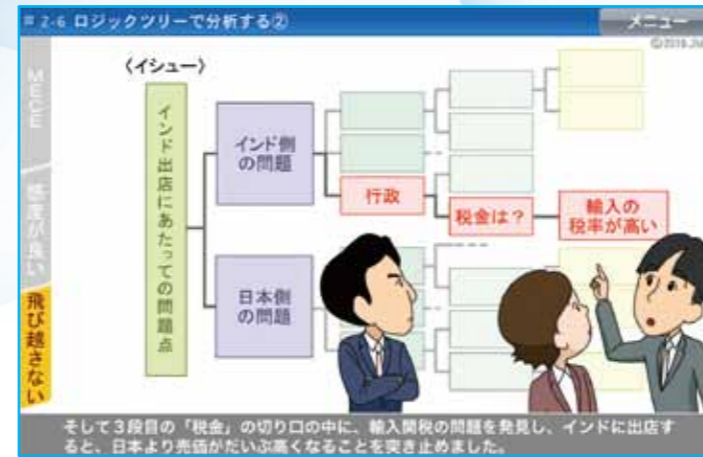 2-6 ロジックツリーで分析する②
メニュー
MECE
感度が良い
飛び越さない
〈イシュー〉
インド出店にあたっての問題点
インド側
の問題
行政
税金は?
輸入の
税率が高い
日本側
の問題
そして3段目の「税金」の切り口の中に、輸入関税の問題を発見し、インドに出店す
ると、日本より売価がだいぶ高くなることを突き止めました。